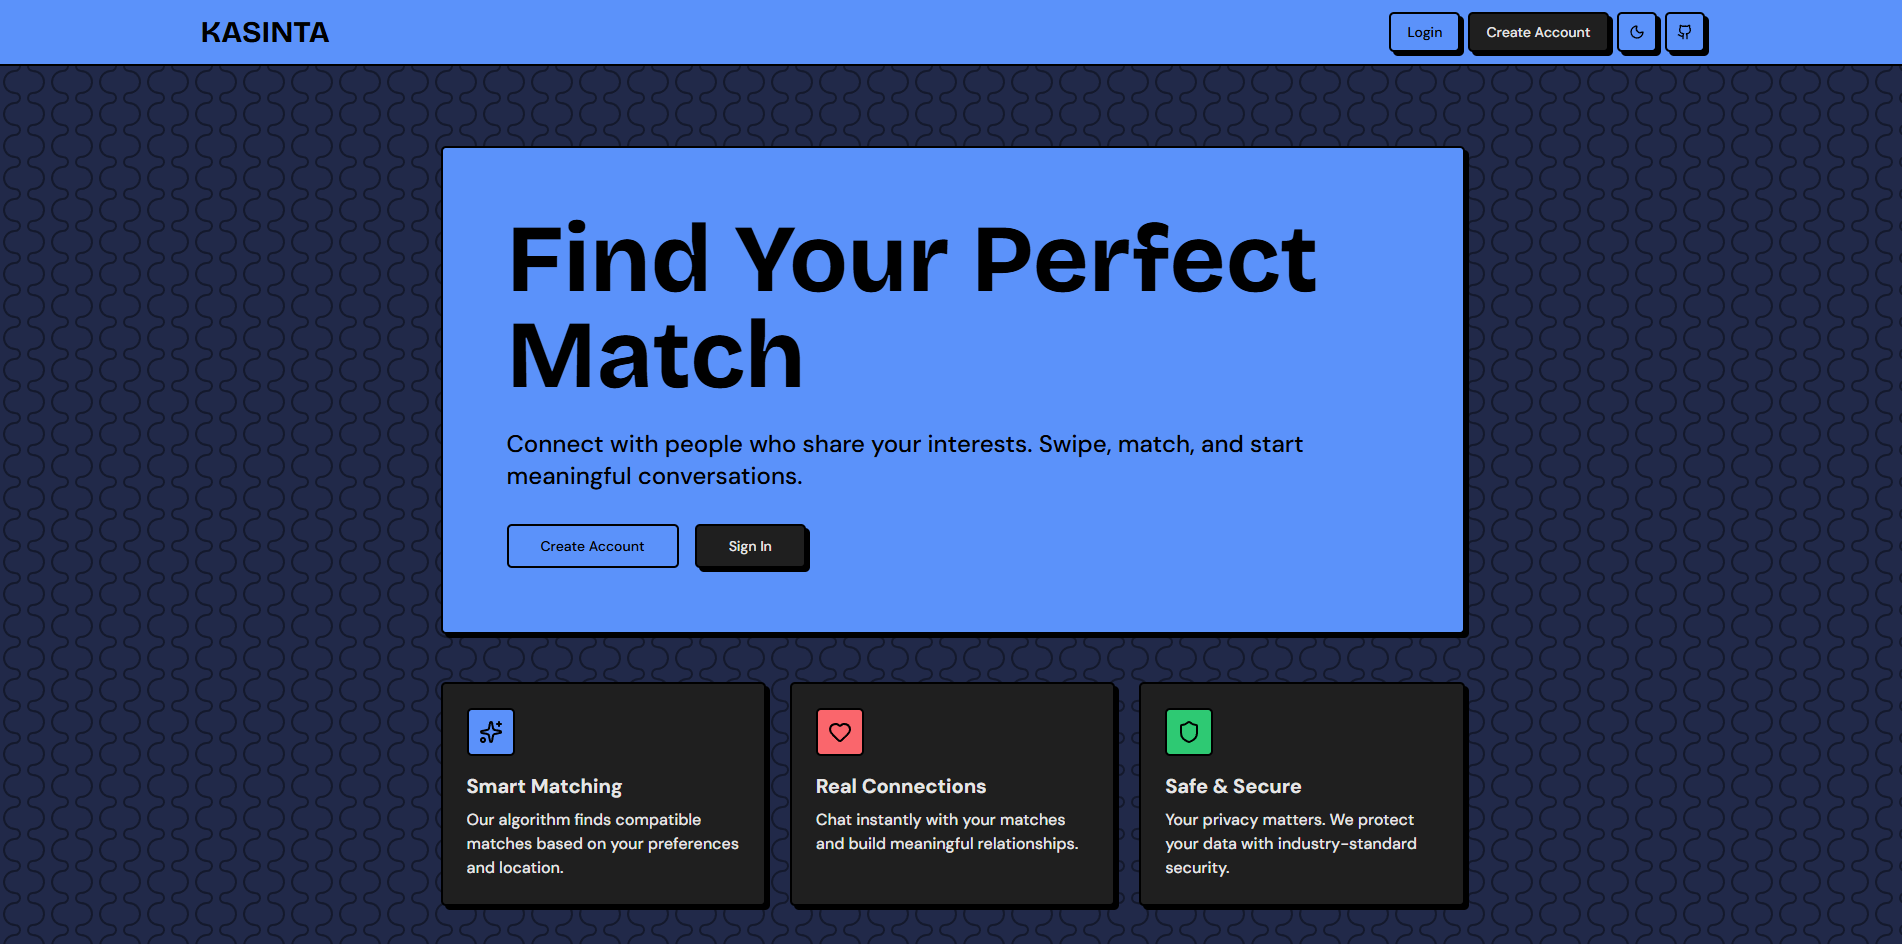 KASINTA
Login
Create Account
Find Your Perfect
Match
Connect with people who share your interests. Swipe, match, and start
meaningful conversations.
Create Account
Sign In
Smart Matching
Our algorithm finds compatible
matches based on your preferences
and location.
Real Connections
Chat instantly with your matches
and build meaningful relationships.
Safe & Secure
Your privacy matters. We protect
your data with industry-standard
security.